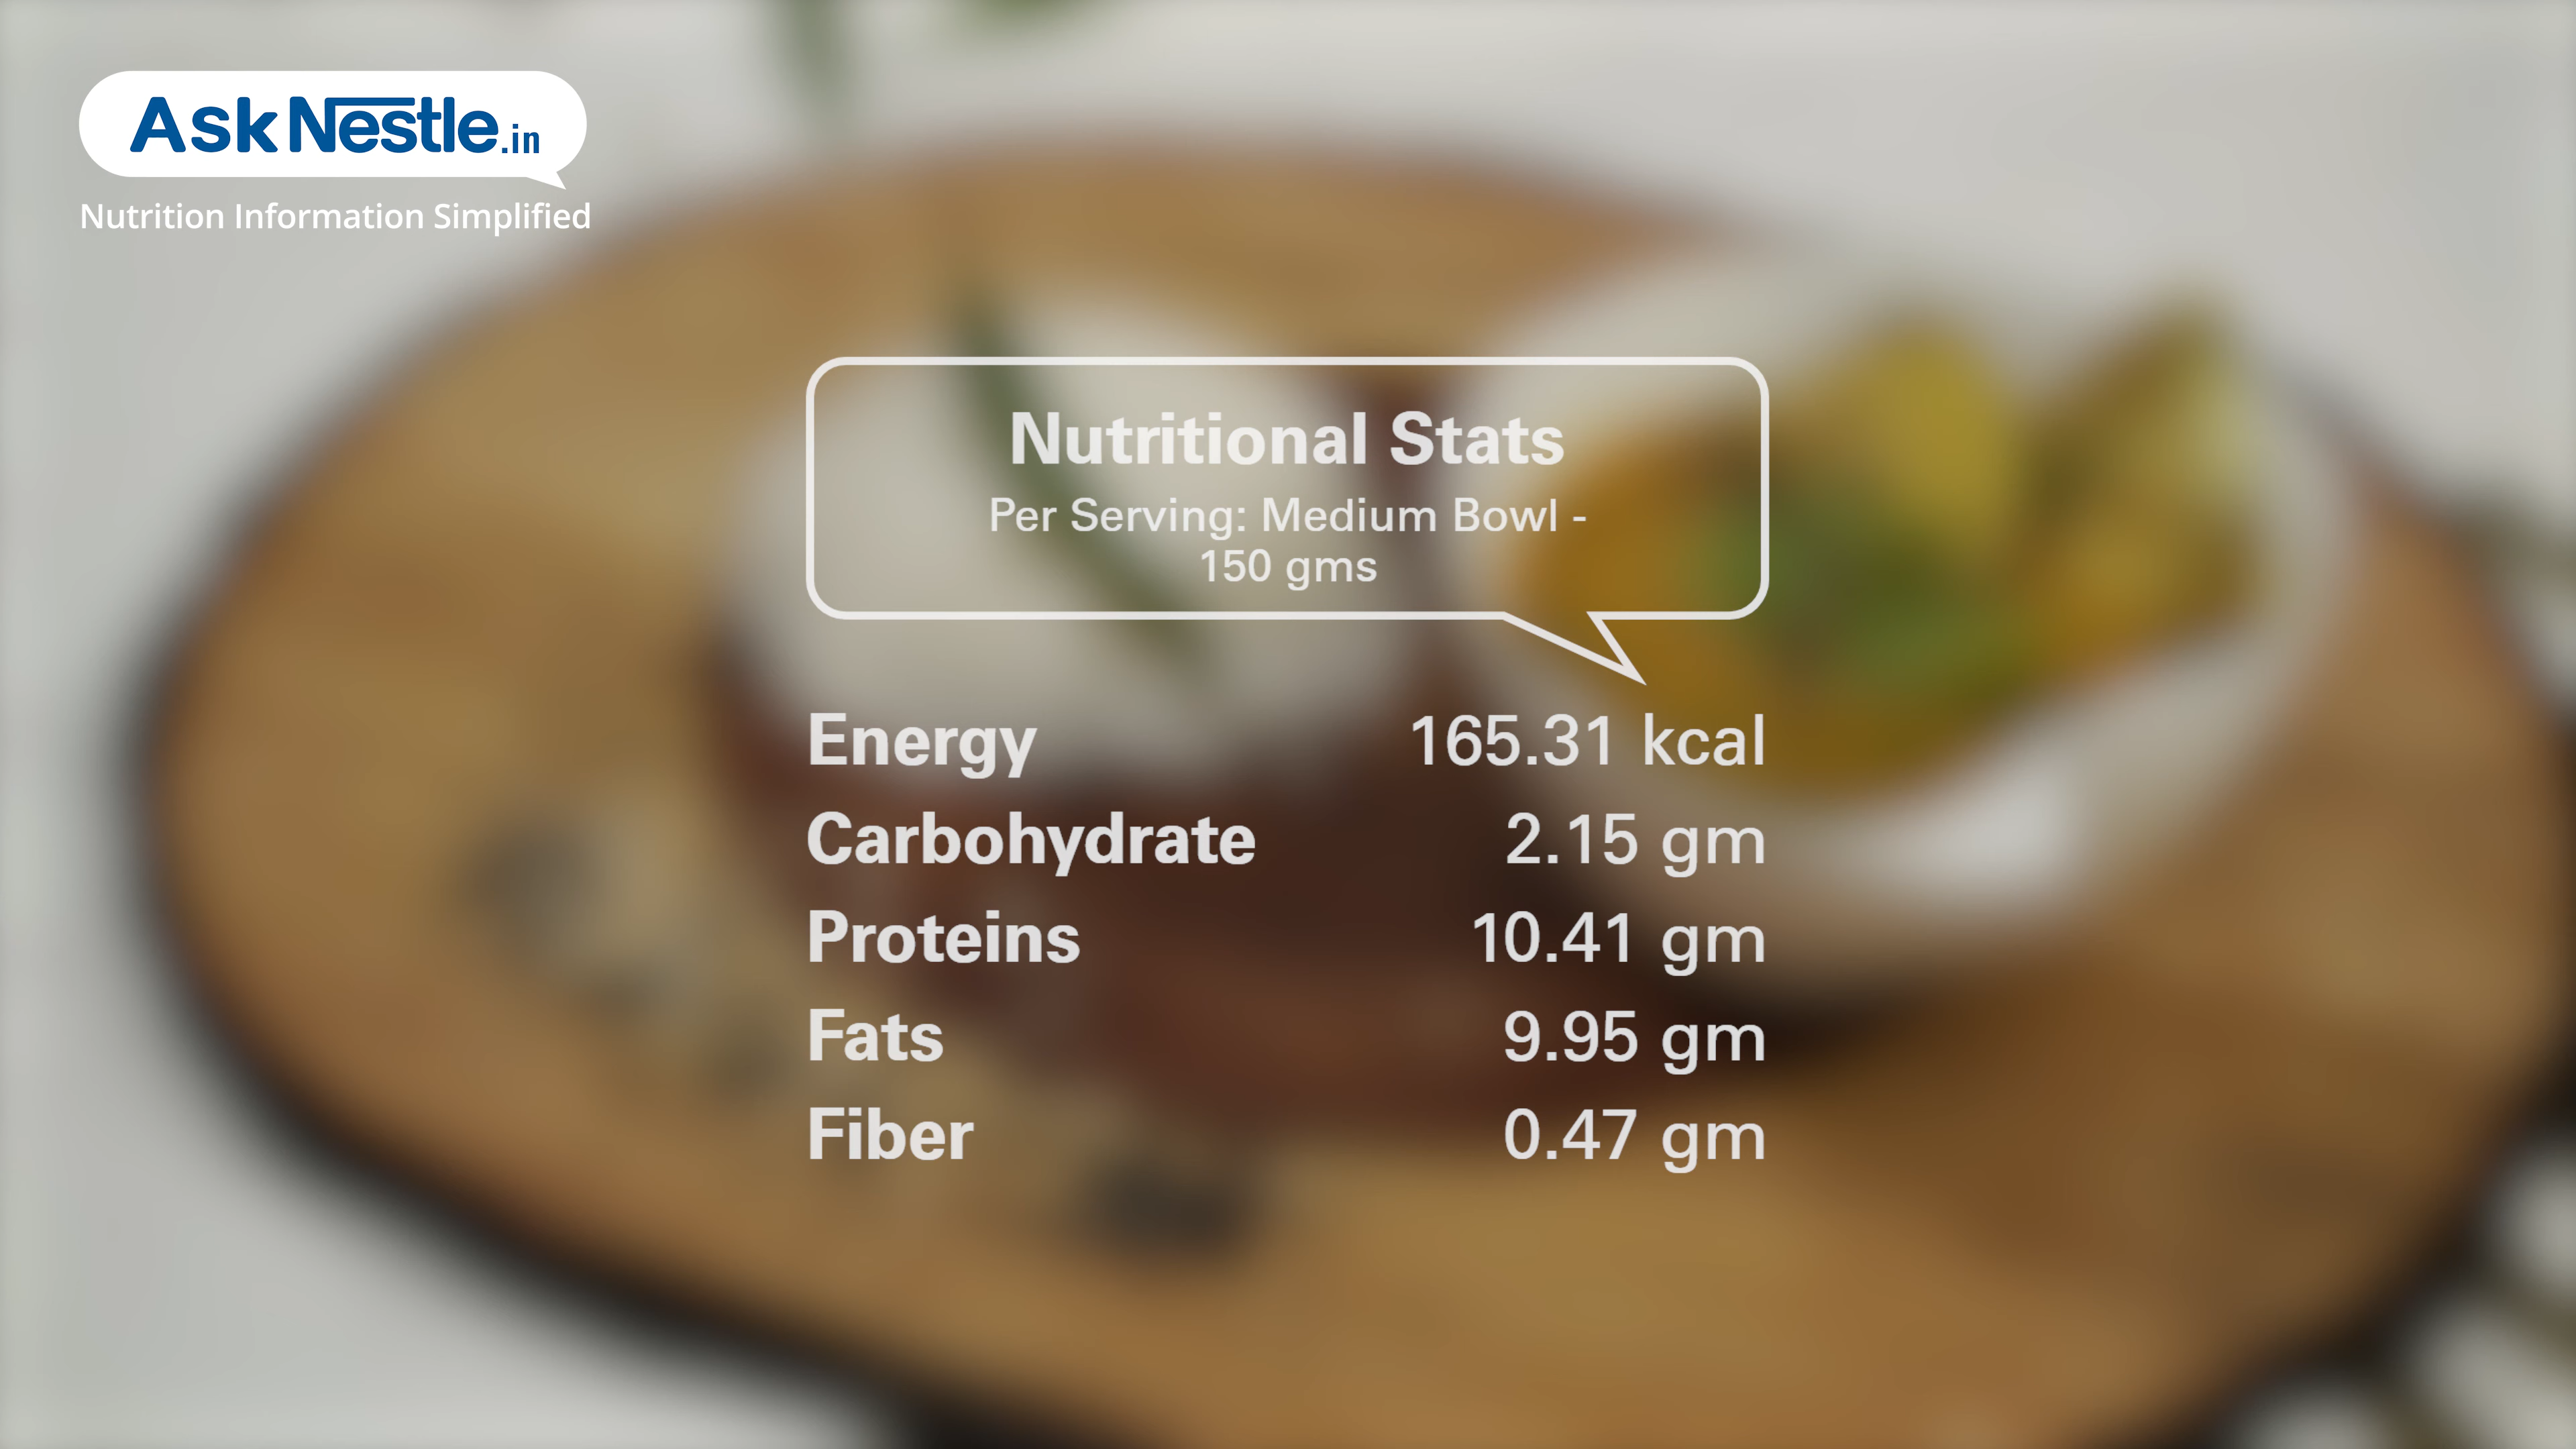 AskNestle.in
Nutrition Information Simplified
Nutritional Stats
Per Serving: Medium Bowl -
150 gms
Energy 165.31 kcal
Carbohydrate 2.15 gm
Proteins 10.41 gm
Fats 9.95 gm
Fiber 0.47 gm